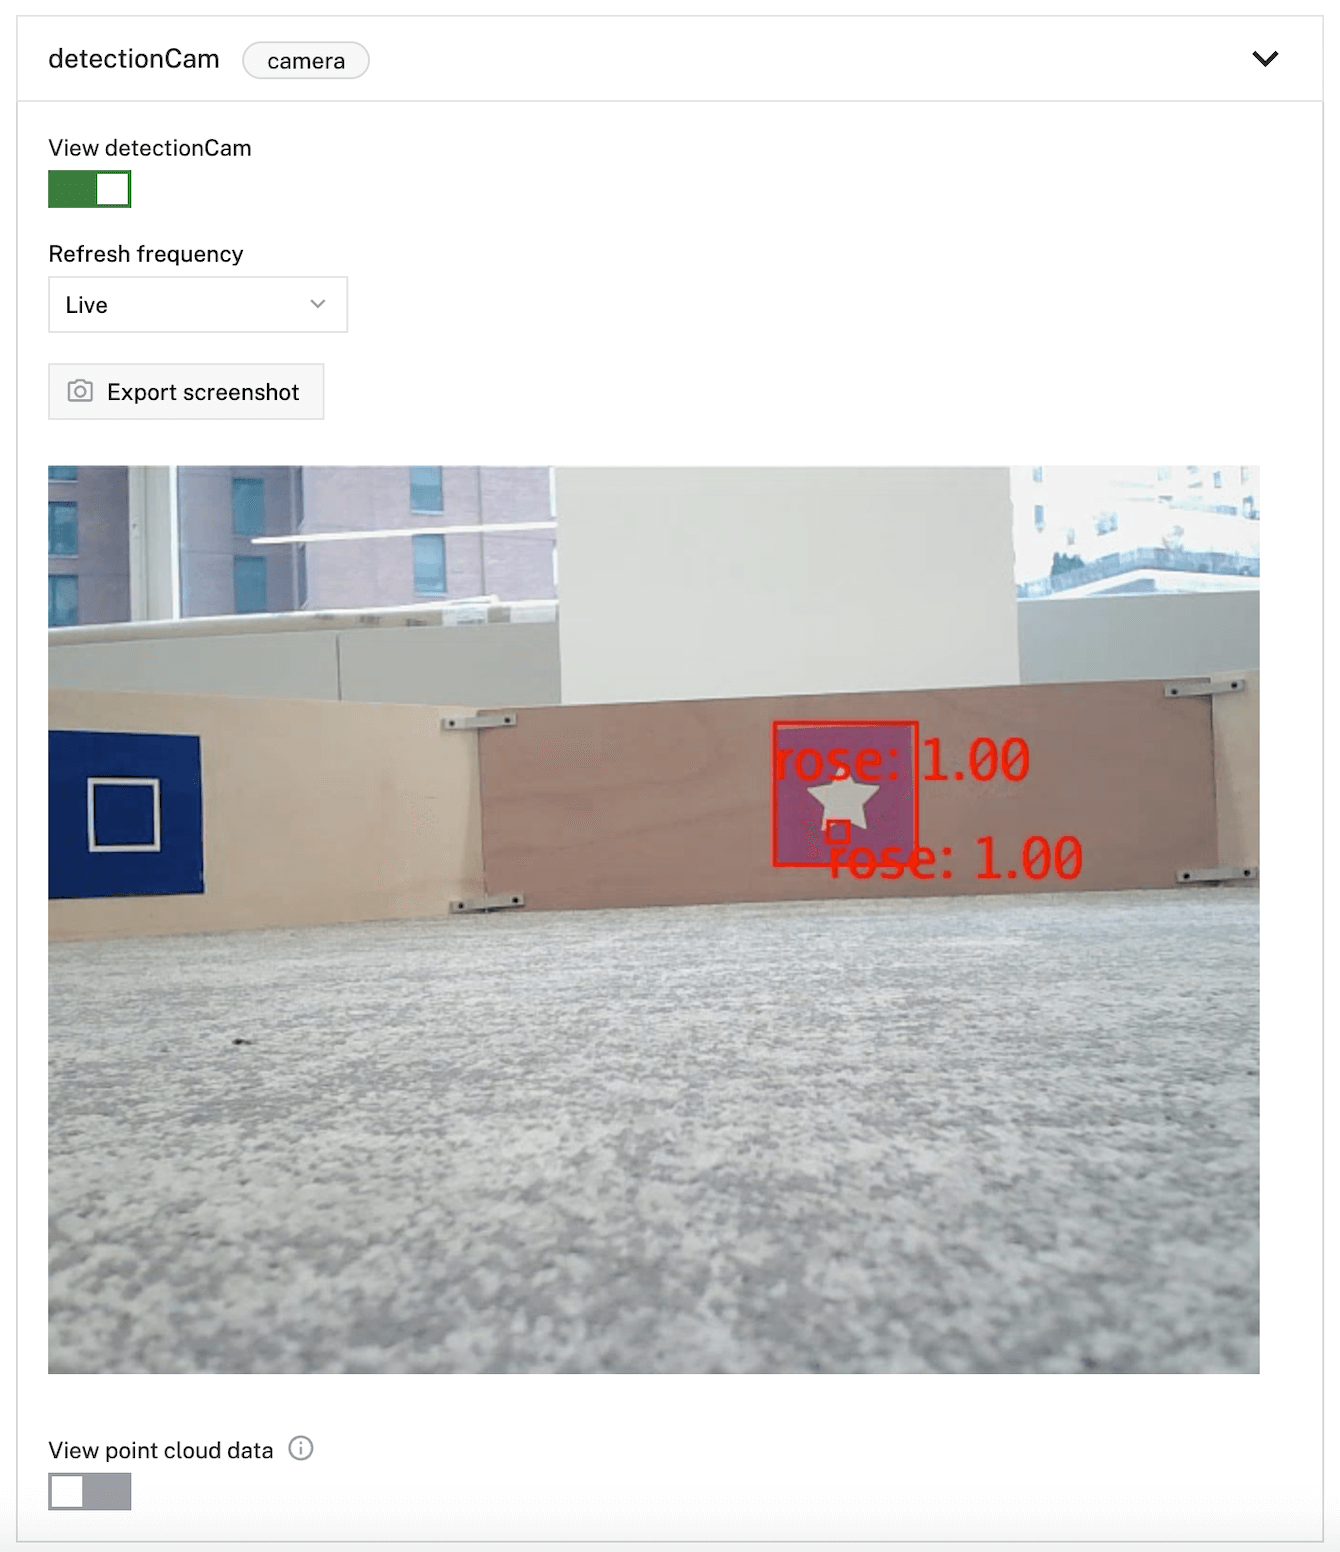 detectionCam camera
View detectionCam
Refresh frequency
Live
Export screenshot
rose: 1.00
rose: 1.00
View point cloud data